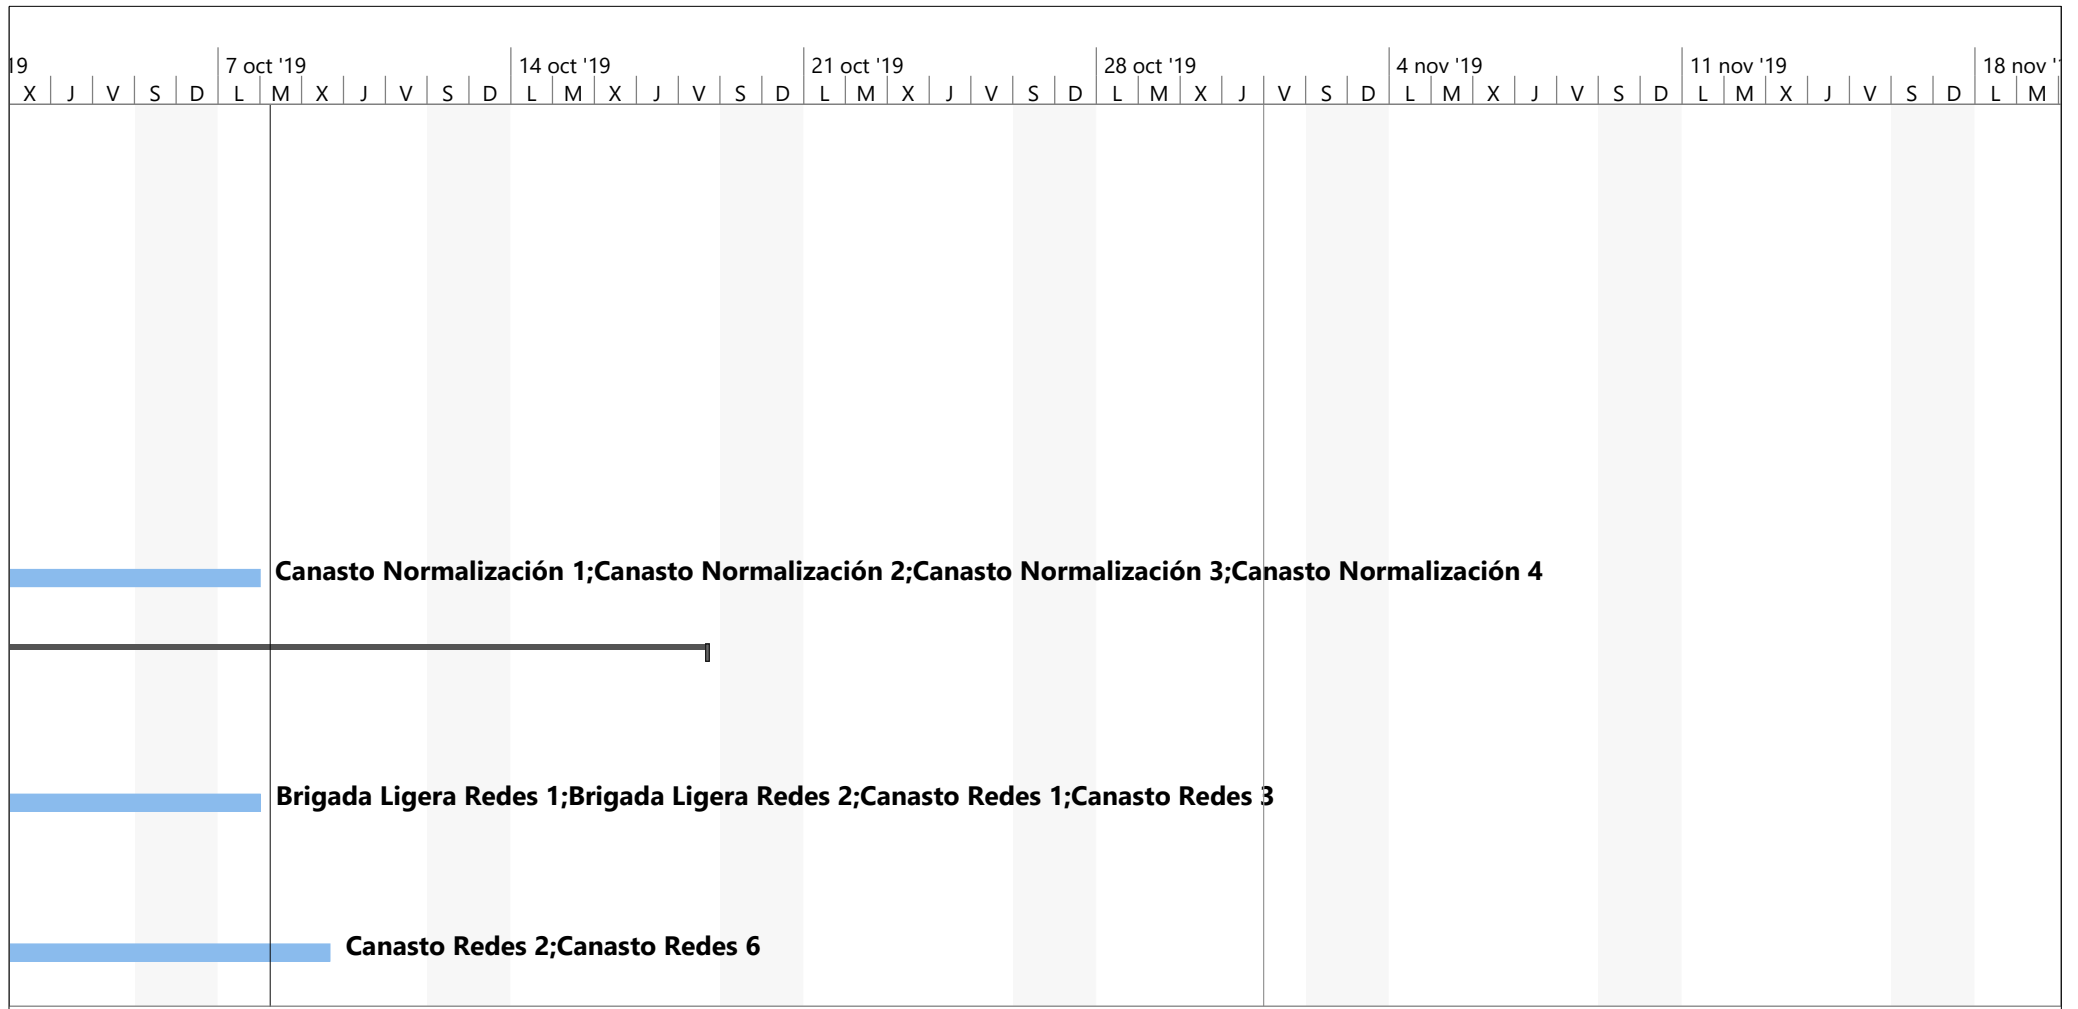 19 7 oct '19 14 oct '19 21 oct '19 28 oct '19 4 nov '19 11 nov '19 18 nov '
X J V S D L M X J V S D L M X J V S D L M X J V S D L M X J V S D L M X J V S D L M X J V S D L M
Canasto Normalización 1;Canasto Normalización 2;Canasto Normalización 3;Canasto Normalización 4
Brigada Ligera Redes 1;Brigada Ligera Redes 2;Canasto Redes 1;Canasto Redes 3
Canasto Redes 2;Canasto Redes 6